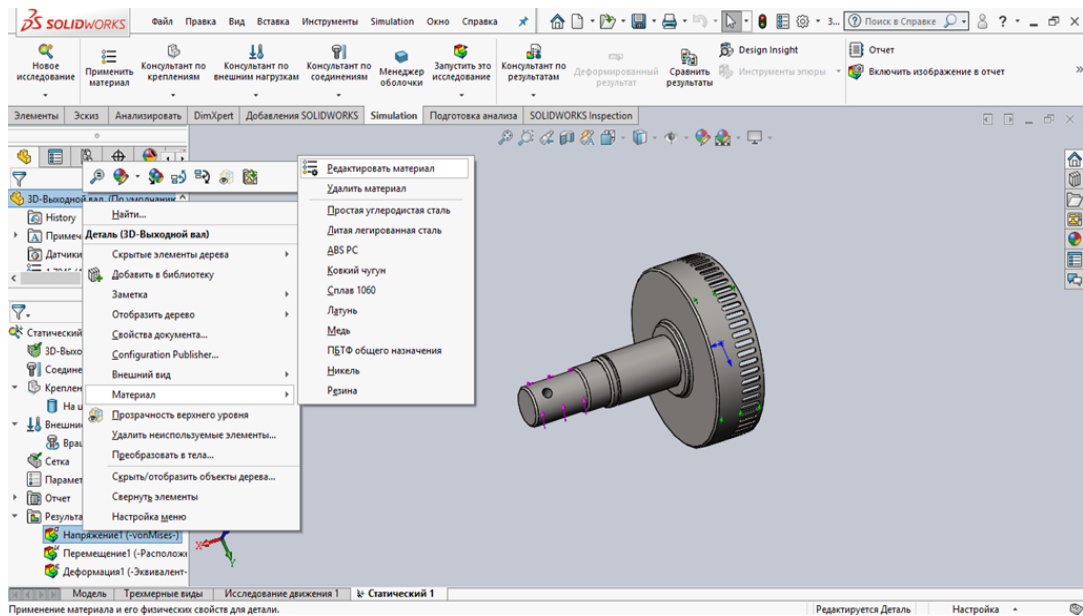 SOLIDWORKS
Файл Правка Вид Вставка Инструменты Simulation Окно Справка
З...
Поиск в Справке
Новое исследование
Применить материал
Консультант по креплениям
Консультант по внешним нагрузкам
Консультант по соединениям
Менеджер оболочки
Запустить это исследование
Консультант по результатам
Деформированный результат
Сравнить результаты
Design Insight
Инструменты эпюры
Отчет
Включить изображение в отчет
Элементы Эскиз Анализировать DimXpert Добавления SOLIDWORKS Simulation Подготовка анализа SOLIDWORKS Inspection
3D-Выходной вал (По умолчанию
History
Примеч
Датчики
Найти...
Деталь (3D-Выходной вал)
Скрытые элементы дерева
Добавить в библиотеку
Заметка
Отобразить дерево
Свойства документа...
Configuration Publisher...
Внешний вид
Материал
Прозрачность верхнего уровня
Удалить неиспользуемые элементы...
Преобразовать в тела...
Скрыть/отобразить объекты дерева...
Свернуть элементы
Настройка меню
Редактировать материал
Удалить материал
Простая углеродистая сталь
Литая легированная сталь
ABS PC
Ковкий чугун
Сплав 1060
Латунь
Медь
ПБТФ общего назначения
Никель
Резина
Статический
3D-Выхо
Соедине
Креплен
На ш
Внешни
Вращ
Сетка
Парамет
Отчет
Результа
Напряжение1 (-vonMises-)
Перемещение1 (-Располож
Деформация1 (-Эквивалент-
X
Y
Модель Трехмерные виды Исследование движения 1 Статический 1
Применение материала и его физических свойств для детали.
Редактируется Деталь
Настройка